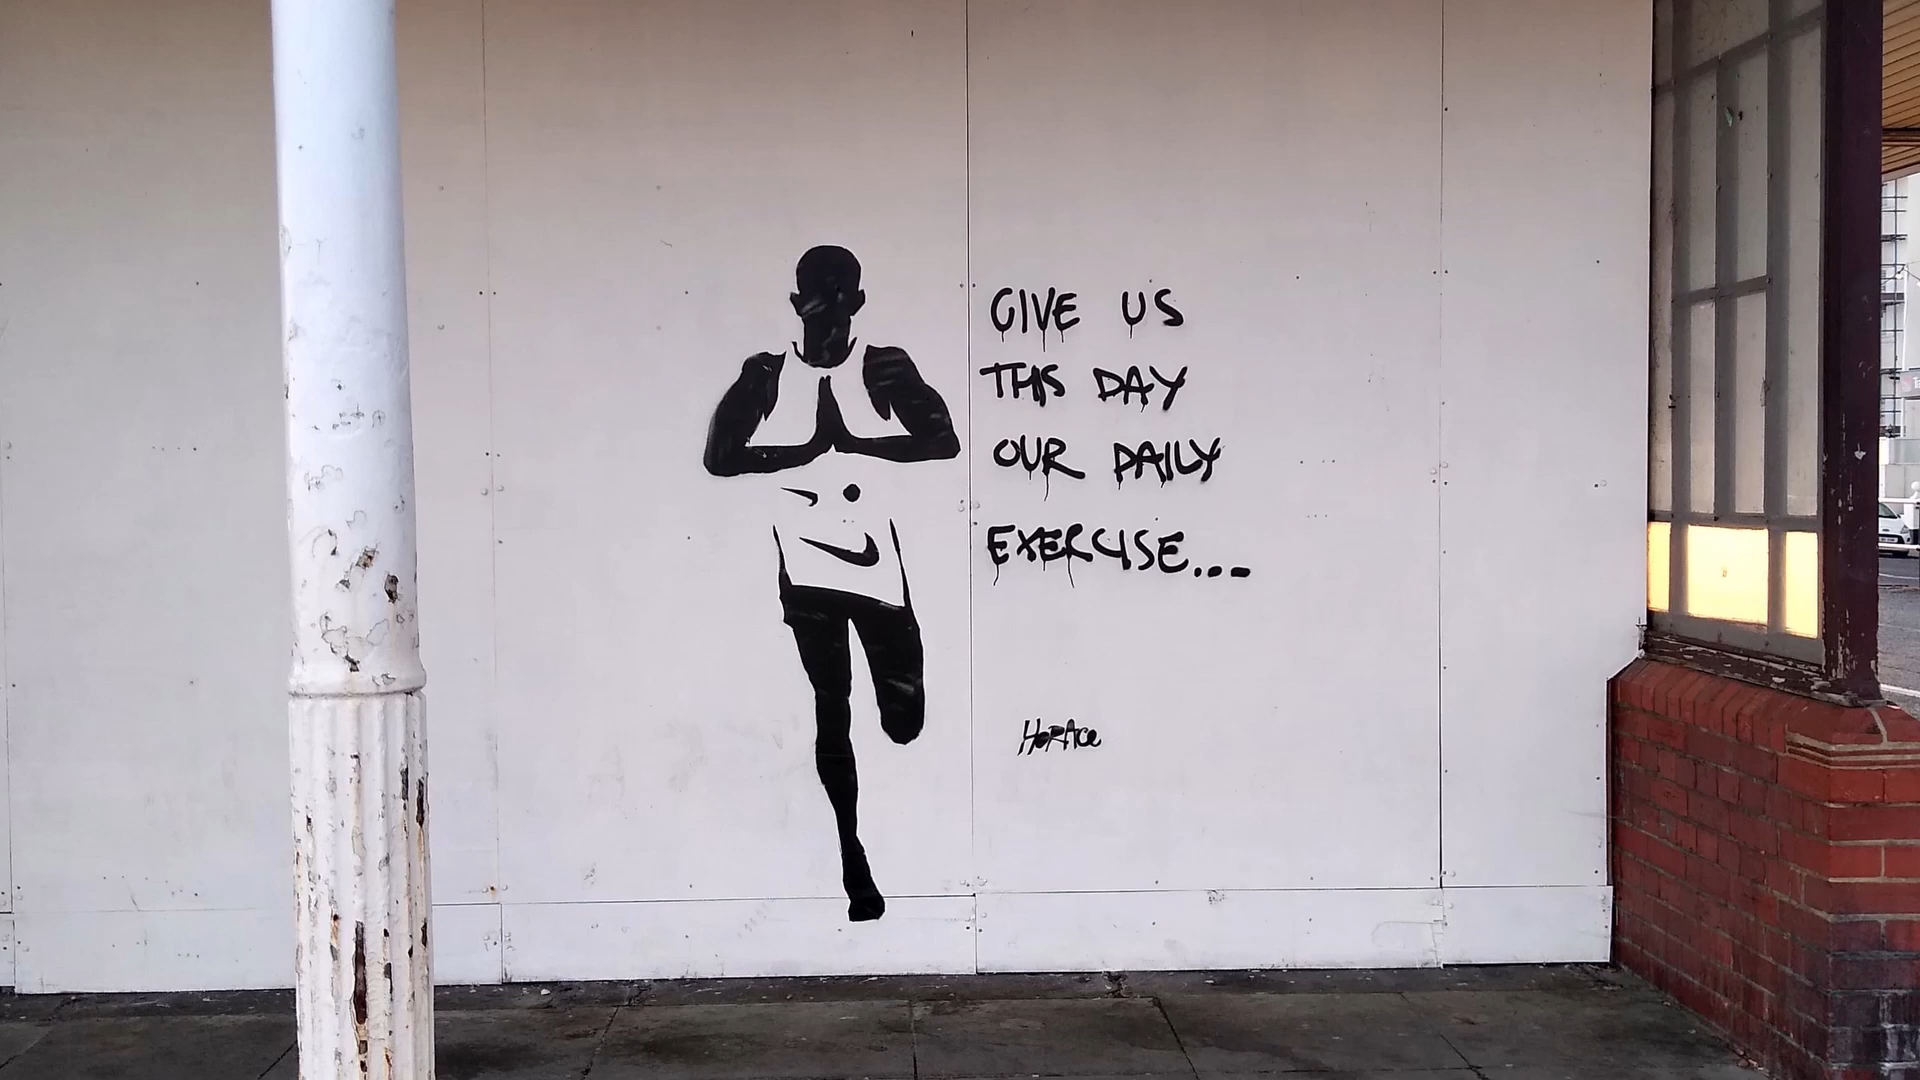 GIVE US
THIS DAY
OUR DAILY
EXERCISE...
HORACE